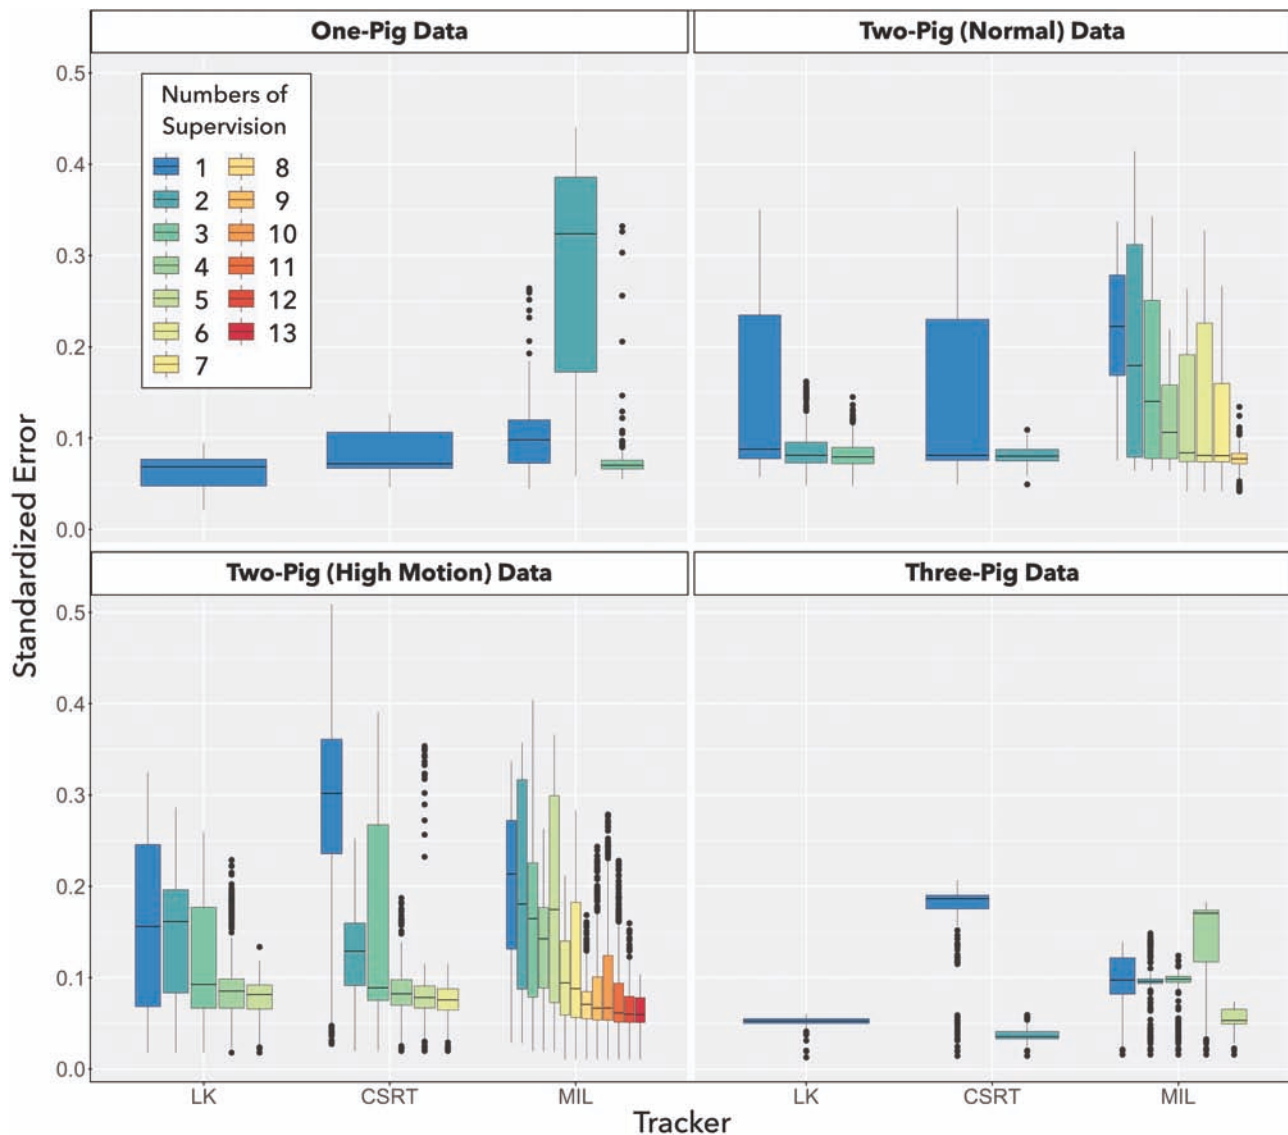 One-Pig Data
Two-Pig (Normal) Data
0.5
0.4
0.3
0.2
0.1
0.0
Numbers of
Supervision
1 8
2 9
3 10
4 11
5 12
6 13
7
Two-Pig (High Motion) Data
Three-Pig Data
0.5
0.4
0.3
0.2
0.1
0.0
Standardized Error
LK CSRT MIL
LK CSRT MIL
Tracker